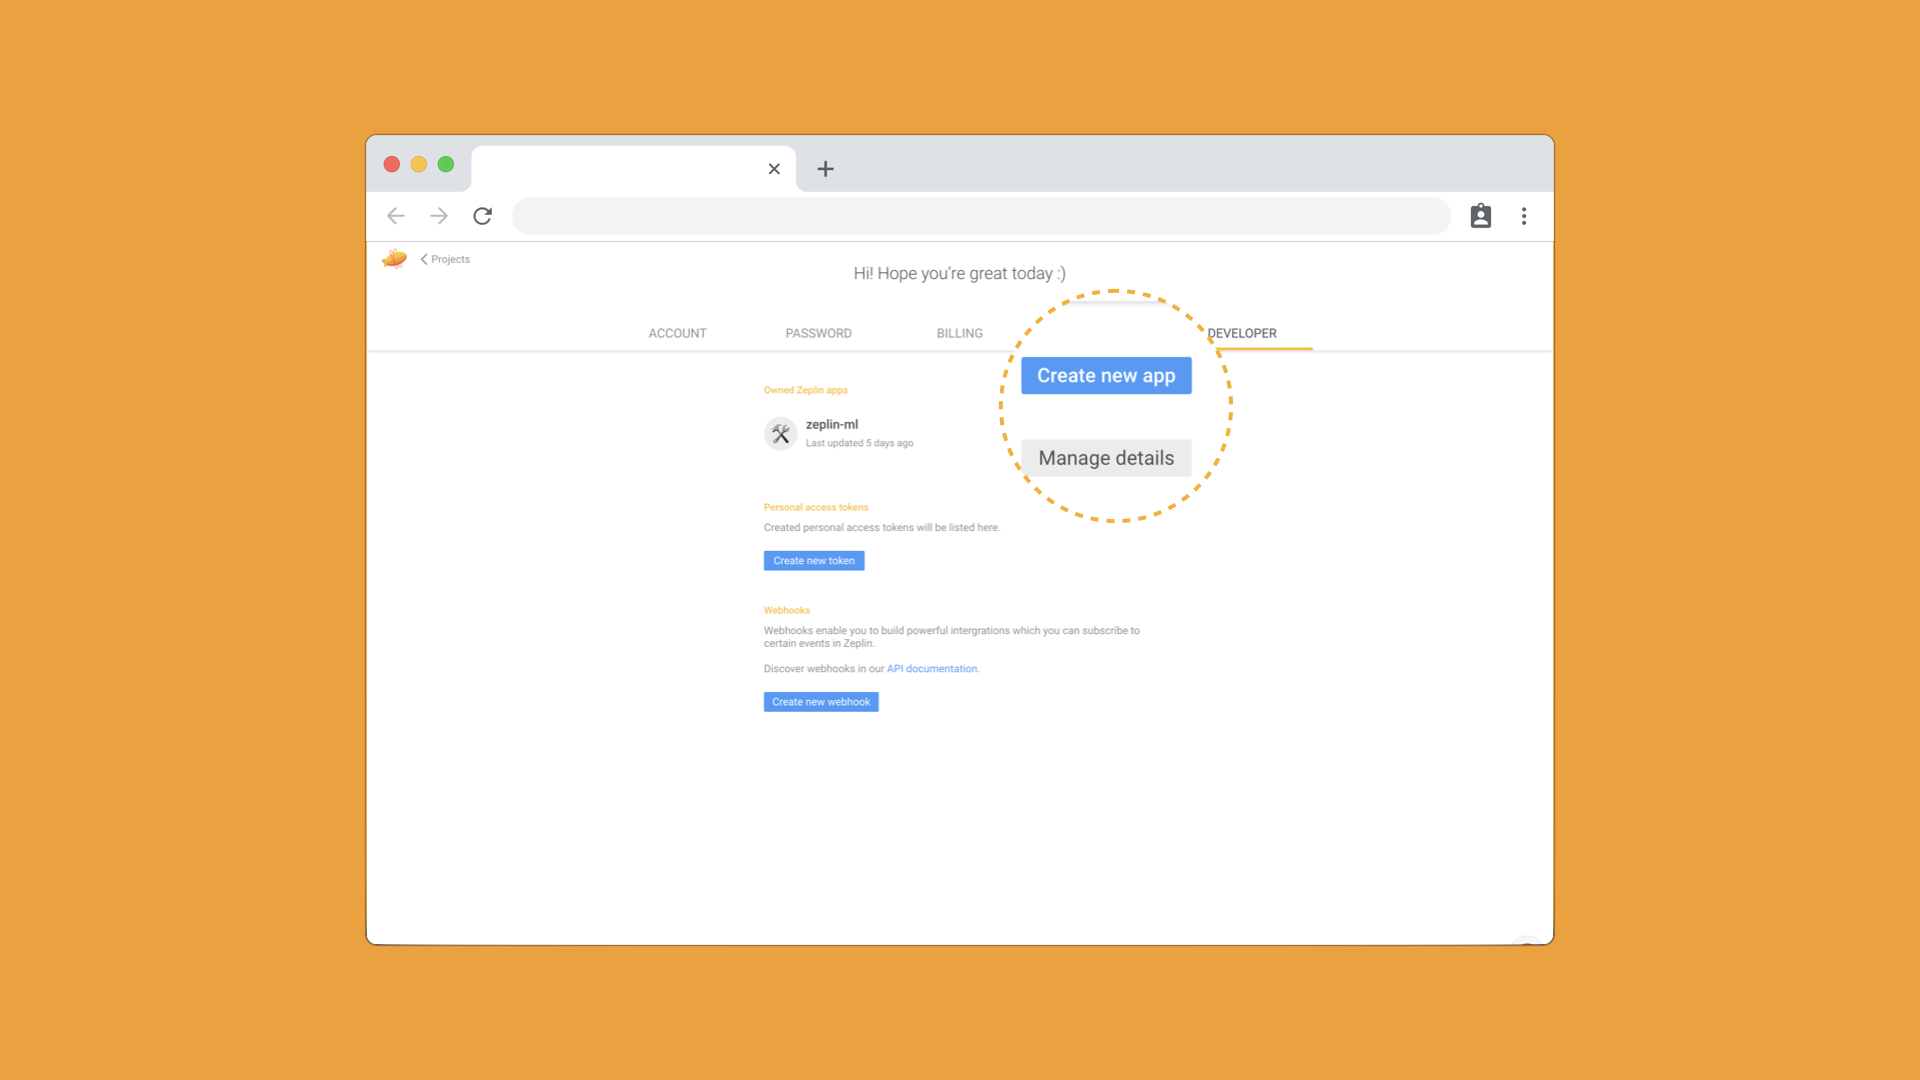 Projects
Hi! Hope you're great today :)
ACCOUNT
PASSWORD
BILLING
DEVELOPER
Owned Zeplin apps
Create new app
zeplin-ml
Last updated 5 days ago
Manage details
Personal access tokens
Created personal access tokens will be listed here.
Create new token
Webhooks
Webhooks enable you to build powerful intergrations which you can subscribe to
certain events in Zeplin.
Discover webhooks in our API documentation.
Create new webhook